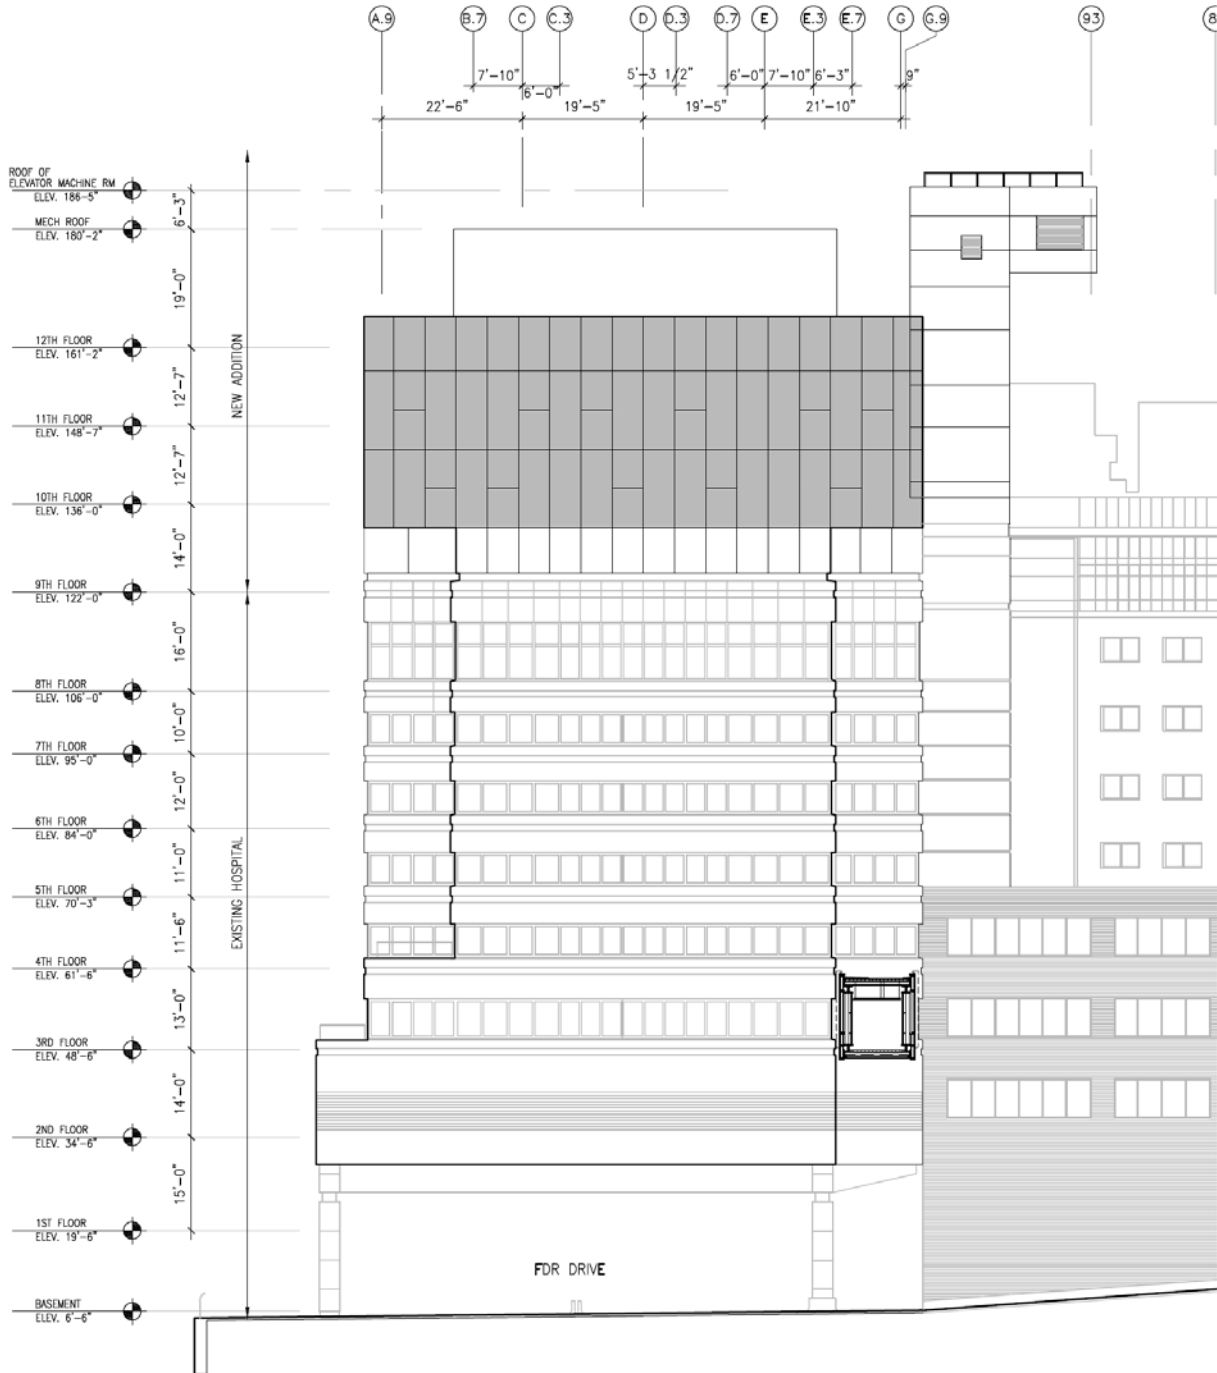 A.9 B.7 C C.3 D D.3 D.7 E E.3 E.7 G G.9 93 8
7'-10" 5'-3 1/2" 6'-0" 7'-10" 6'-3" 9"
6'-0"
22'-6" 19'-5" 19'-5" 21'-10"
ROOF OF
ELEVATOR MACHINE RM
ELEV. 186-5"
6'-3"
MECH ROOF
ELEV. 180'-2"
19'-0"
12TH FLOOR
ELEV. 161'-2"
NEW ADDITION
12'-7"
11TH FLOOR
ELEV. 148'-7"
12'-7"
10TH FLOOR
ELEV. 136'-0"
14'-0"
9TH FLOOR
ELEV. 122'-0"
16'-0"
8TH FLOOR
ELEV. 106'-0"
10'-0"
7TH FLOOR
ELEV. 95'-0"
12'-0"
6TH FLOOR
ELEV. 84'-0"
11'-0"
EXISTING HOSPITAL
5TH FLOOR
ELEV. 70'-3"
11'-6"
4TH FLOOR
ELEV. 61'-6"
13'-0"
3RD FLOOR
ELEV. 48'-6"
14'-0"
2ND FLOOR
ELEV. 34'-6"
15'-0"
1ST FLOOR
ELEV. 19'-6"
FDR DRIVE
BASEMENT
ELEV. 6'-6"